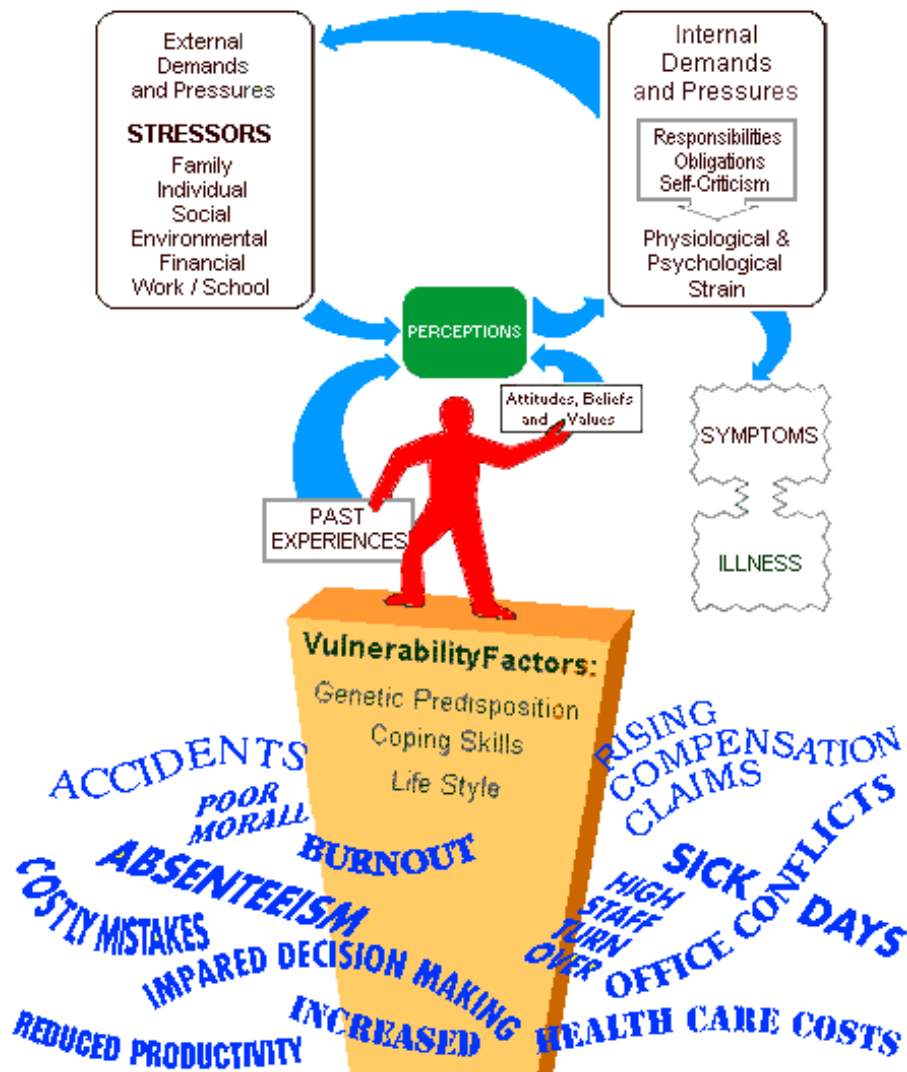 External
Demands
and Pressures
STRESSORS
Family
Individual
Social
Environmental
Financial
Work / School
Internal
Demands
and Pressures
Responsibilities
Obligations
Self-Criticism
Physiological &
Psychological
Strain
PERCEPTIONS
Attitudes, Beliefs
and Values
PAST
EXPERIENCES
SYMPTOMS
ILLNESS
VulnerabilityFactors:
Genetic Predisposition
Coping Skills
Life Style
ACCIDENTS
POOR
MORALL
BURNOUT
ABSENTEEISM
COSTLY MISTAKES
IMPARED DECISION MAKING
REDUCED PRODUCTIVITY
RISING
COMPENSATION
CLAIMS
SICK DAYS
HIGH
STAFF
TURN
OVER
OFFICE CONFLICTS
INCREASED HEALTH CARE COSTS